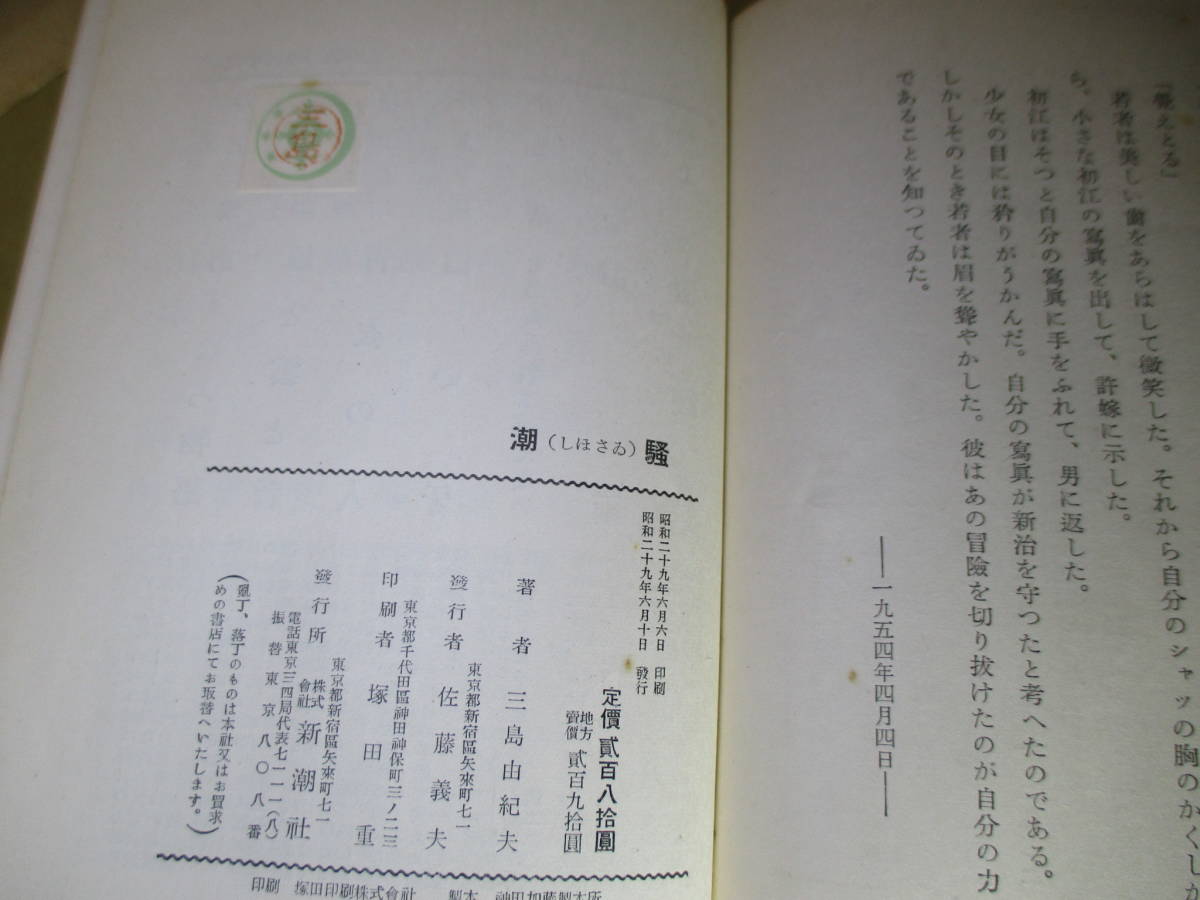 「覺えとる」
若者は美しい齒をあらはして微笑した。それから自分のシャツの胸のかくしか
ら、小さな初江の寫眞を出して、許嫁に示した。
初江はそつと自分の寫眞に手をふれて、男に返した。
少女の目には矜りがうかんだ。自分の寫眞が新治を守つたと考へたのである。
しかしそのとき若者は眉を聳やかした。彼はあの冒險を切り拔けたのが自分の力
であることを知つてゐた。
――一九五四年四月四日――
三島
潮（しほさゐ）騷
昭和二十九年六月六日 印刷
昭和二十九年六月十日 發行
定價 貳百八拾圓
地方賣價 貳百九拾圓
著者 三島由紀夫
東京都新宿區矢來町七一
發行者 佐藤義夫
東京都千代田區神田神保町三ノ二三
印刷者 塚田重
東京都新宿區矢來町七一
發行所 株式會社 新潮社
電話東京三四局代表七一一一(八)
振替東京八〇八番
（亂丁、落丁のものは本社又はお買求
めの書店にてお取替へいたします。）
印刷 塚田印刷株式會社 製本 神田加藤製本所